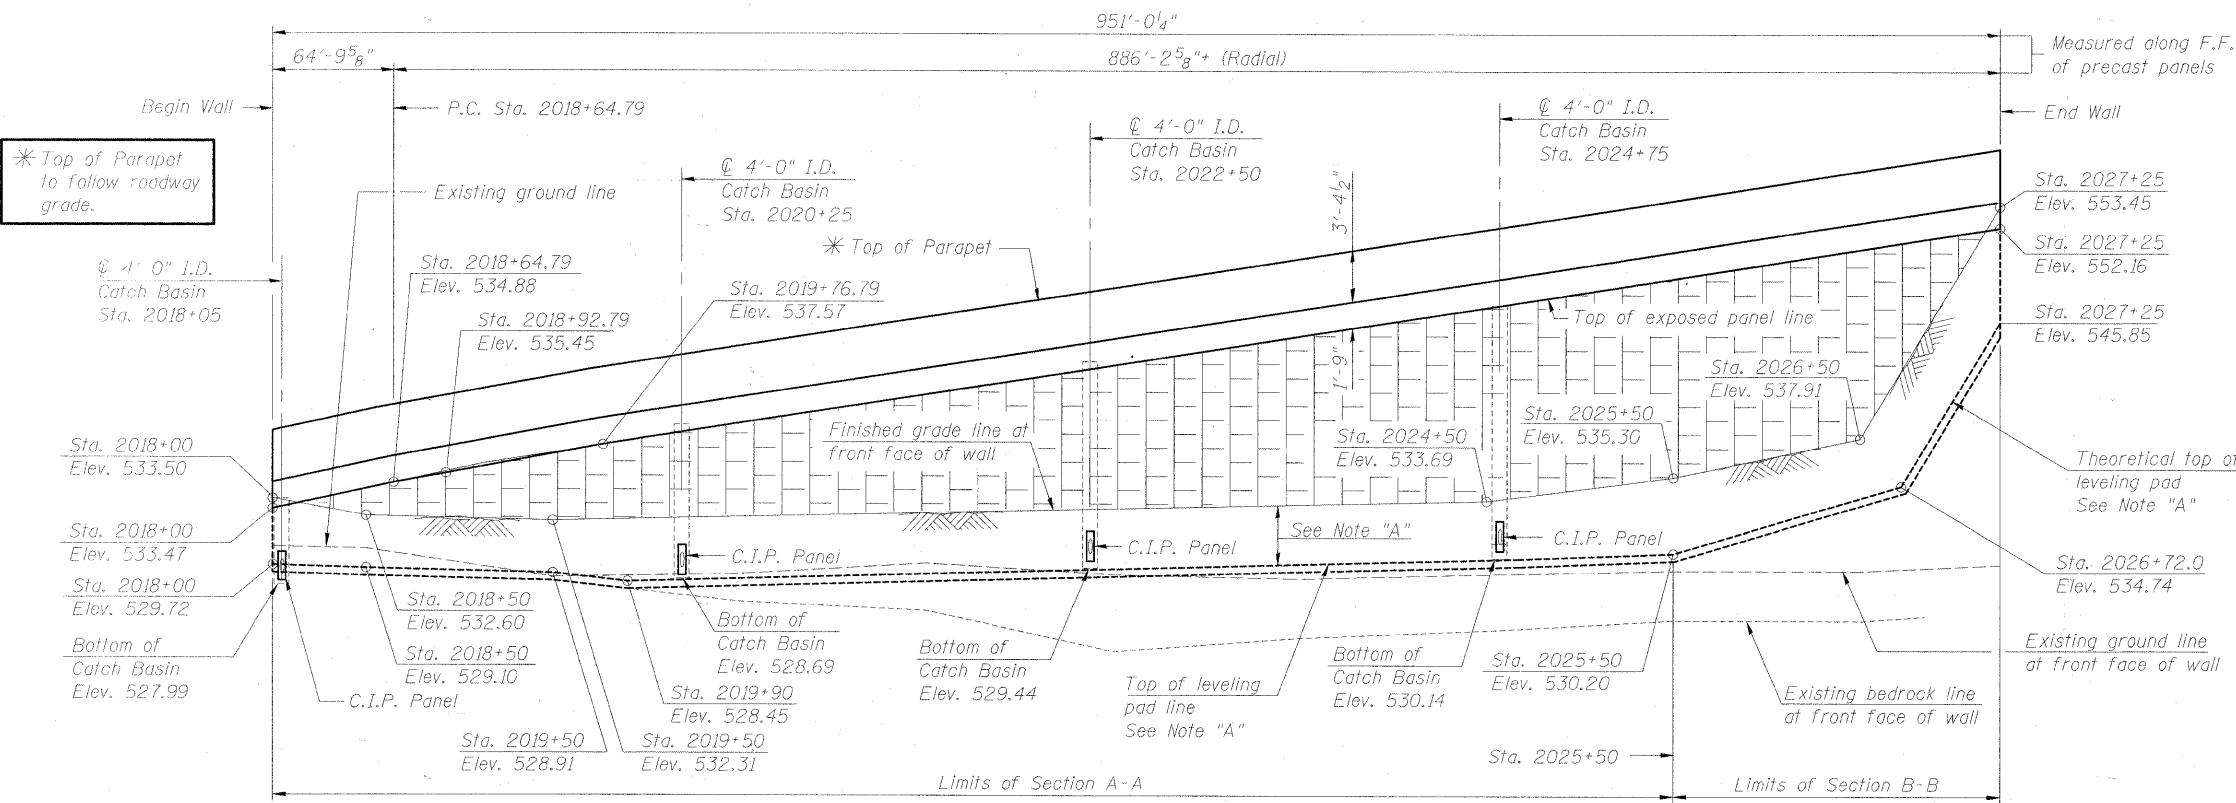 951'-0¼"
64'-9⅝"
886'-2⅝"+ (Radial)
Measured along F.F.
of precast panels
Begin Wall
P.C. Sta. 2018+64.79
End Wall
℄ 4'-0" I.D.
Catch Basin
Sta. 2024+75
℄ 4'-0" I.D.
Catch Basin
Sta. 2022+50
✳ Top of Parapet
to follow roadway
grade.
Existing ground line
℄ 4'-0" I.D.
Catch Basin
Sta. 2020+25
3'-4½"
Sta. 2027+25
Elev. 553.45
✳ Top of Parapet
Sta. 2027+25
Elev. 552.16
℄ 4'-0" I.D.
Catch Basin
Sta. 2018+05
Sta. 2018+64.79
Elev. 534.88
Sta. 2019+76.79
Elev. 537.57
Sta. 2018+92.79
Elev. 535.45
Top of exposed panel line
Sta. 2027+25
Elev. 545.85
1'-9"
Sta. 2026+50
Elev. 537.91
Sta. 2025+50
Elev. 535.30
Finished grade line at
front face of wall
Sta. 2024+50
Elev. 533.69
Sta. 2018+00
Elev. 533.50
Theoretical top of
leveling pad
See Note "A"
Sta. 2018+00
Elev. 533.47
See Note "A"
C.I.P. Panel
C.I.P. Panel
C.I.P. Panel
Sta. 2018+00
Elev. 529.72
Sta. 2018+50
Elev. 532.60
Sta. 2026+72.0
Elev. 534.74
Bottom of
Catch Basin
Elev. 527.99
Sta. 2018+50
Elev. 529.10
Bottom of
Catch Basin
Elev. 528.69
Bottom of
Catch Basin
Elev. 529.44
Bottom of
Catch Basin
Elev. 530.14
Sta. 2025+50
Elev. 530.20
Existing ground line
at front face of wall
C.I.P. Panel
Sta. 2019+90
Elev. 528.45
Top of leveling
pad line
See Note "A"
Existing bedrock line
at front face of wall
Sta. 2019+50
Elev. 528.91
Sta. 2019+50
Elev. 532.31
Sta. 2025+50
Limits of Section A-A
Limits of Section B-B